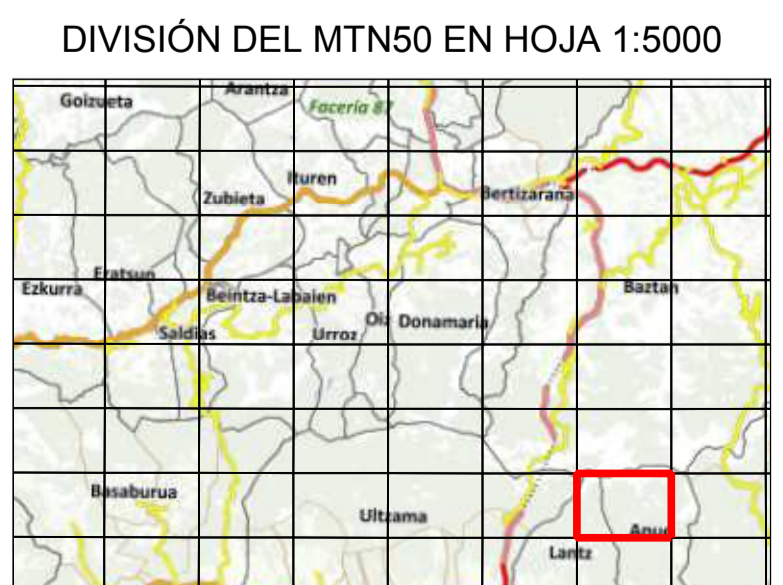 DIVISIÓN DEL MTN50 EN HOJA 1:5000
Arantza
Goizueta
Facería 87
Ituren
Zubieta
Bertizarana
Eratsun
Ezkurra
Beintza-Labaien
Baztan
Saldias
Urroz
Oiz
Donamaria
Basaburua
Ultzama
Anue
Lantz